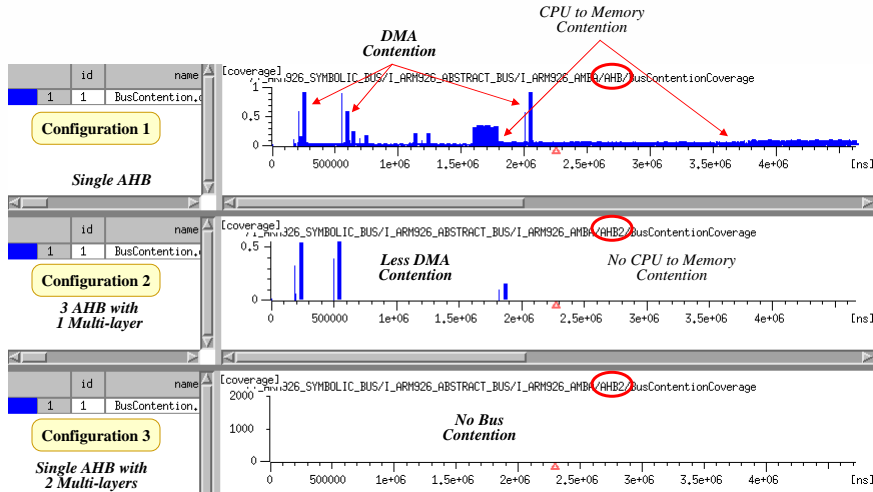 CPU to Memory
Contention
DMA
Contention
id name
1 1 BusContention.
Configuration 1
Single AHB
[coverage]
926_SYMBOLIC_BUS/I_ARM926_ABSTRACT_BUS/I_ARM926_AMBA/AHB/BusContentionCoverage
1
0.5
0
0 500000 1e+06 1.5e+06 2e+06 2.5e+06 3e+06 3.5e+06 4e+06 [ns]
id name
1 1 BusContention.
Configuration 2
3 AHB with
1 Multi-layer
326_SYMBOLIC_BUS/I_ARM926_ABSTRACT_BUS/I_ARM926_AMBA/AHB2/BusContentionCoverage
0.5
0
Less DMA
Contention
No CPU to Memory
Contention
0 500000 1e+06 1.5e+06 2e+06 2.5e+06 3e+06 3.5e+06 4e+06 [ns]
id name
1 1 BusContention.
Configuration 3
Single AHB with
2 Multi-layers
[coverage]
326_SYMBOLIC_BUS/I_ARM926_ABSTRACT_BUS/I_ARM926_AMBA/AHB2/BusContentionCoverage
2000
1000
0
No Bus
Contention
0 500000 1e+06 1.5e+06 2e+06 2.5e+06 3e+06 3.5e+06 4e+06 [ns]